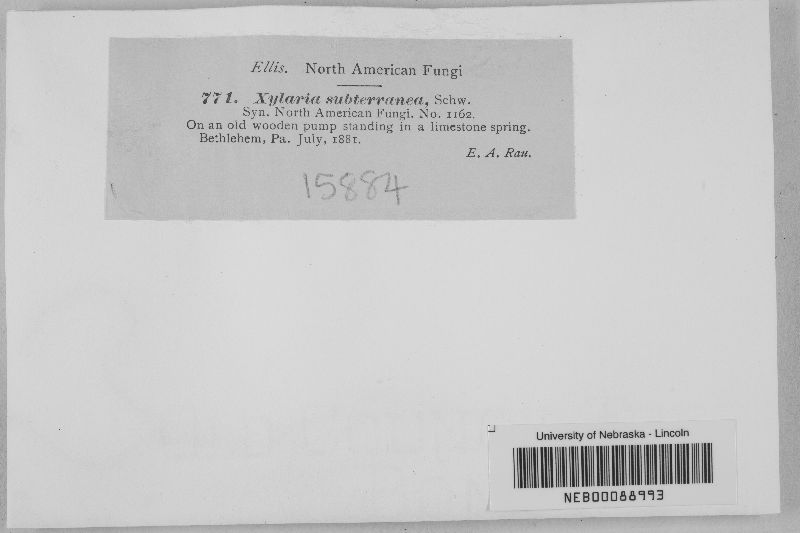 Ellis. North American Fungi
771. Xylaria subterranea, Schw.
Syn. North American Fungi. No. 1162.
On an old wooden pump standing in a limestone spring.
Bethlehem, Pa. July, 1881.
E. A. Rau.
15884
University of Nebraska - Lincoln
NEB00088993